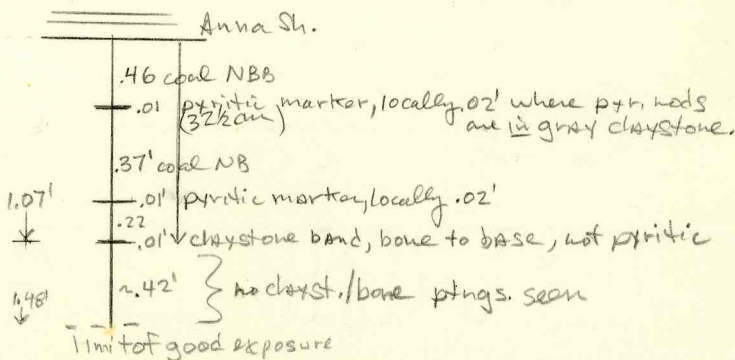 Anna Sh.
.46 coal NBB
.01 pyritic marker, locally .02' where pyr. nods
(32½cm) are in gray claystone.
.37' coal NB
1.07' .01' pyritic marker, locally .02'
.22
.01' claystone band, bone to base, not pyritic
1.48' ~.42' } no clayst./bone ptngs. seen
limit of good exposure